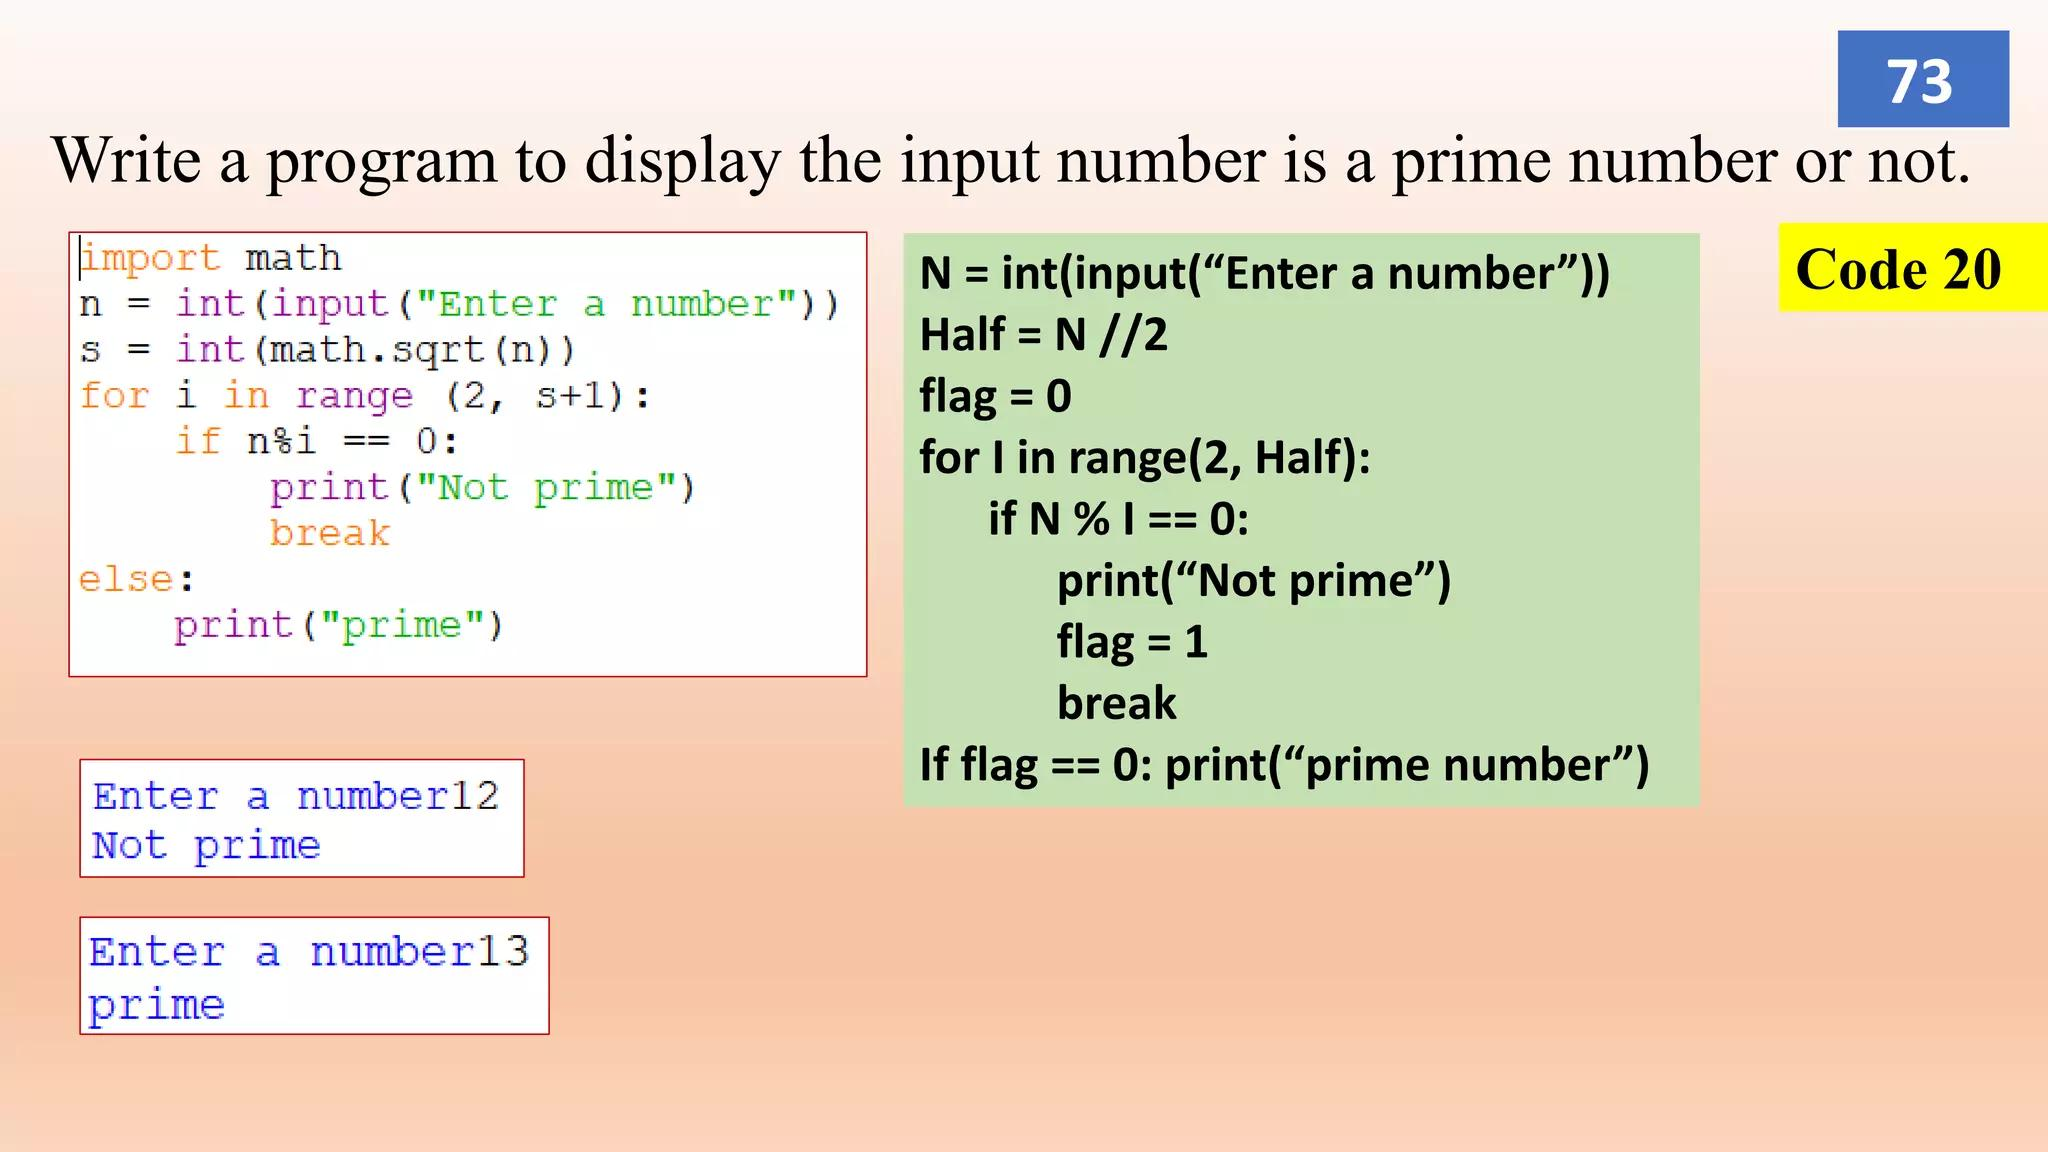 73
Write a program to display the input number is a prime number or not.
import math
n = int(input("Enter a number"))
s = int(math.sqrt(n))
for i in range (2, s+1):
    if n%i == 0:
        print("Not prime")
        break
else:
    print("prime")
N = int(input(“Enter a number”))
Half = N //2
flag = 0
for I in range(2, Half):
    if N % I == 0:
        print(“Not prime”)
        flag = 1
        break
If flag == 0: print(“prime number”)
Code 20
Enter a number12
Not prime
Enter a number13
prime